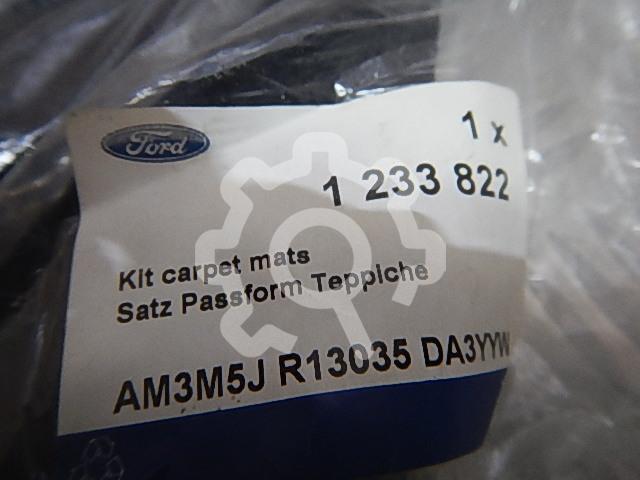 Ford
1 x
1 233 822
Kit carpet mats
Satz Passform Teppiche
AM3M5J R13035 DA3YYW